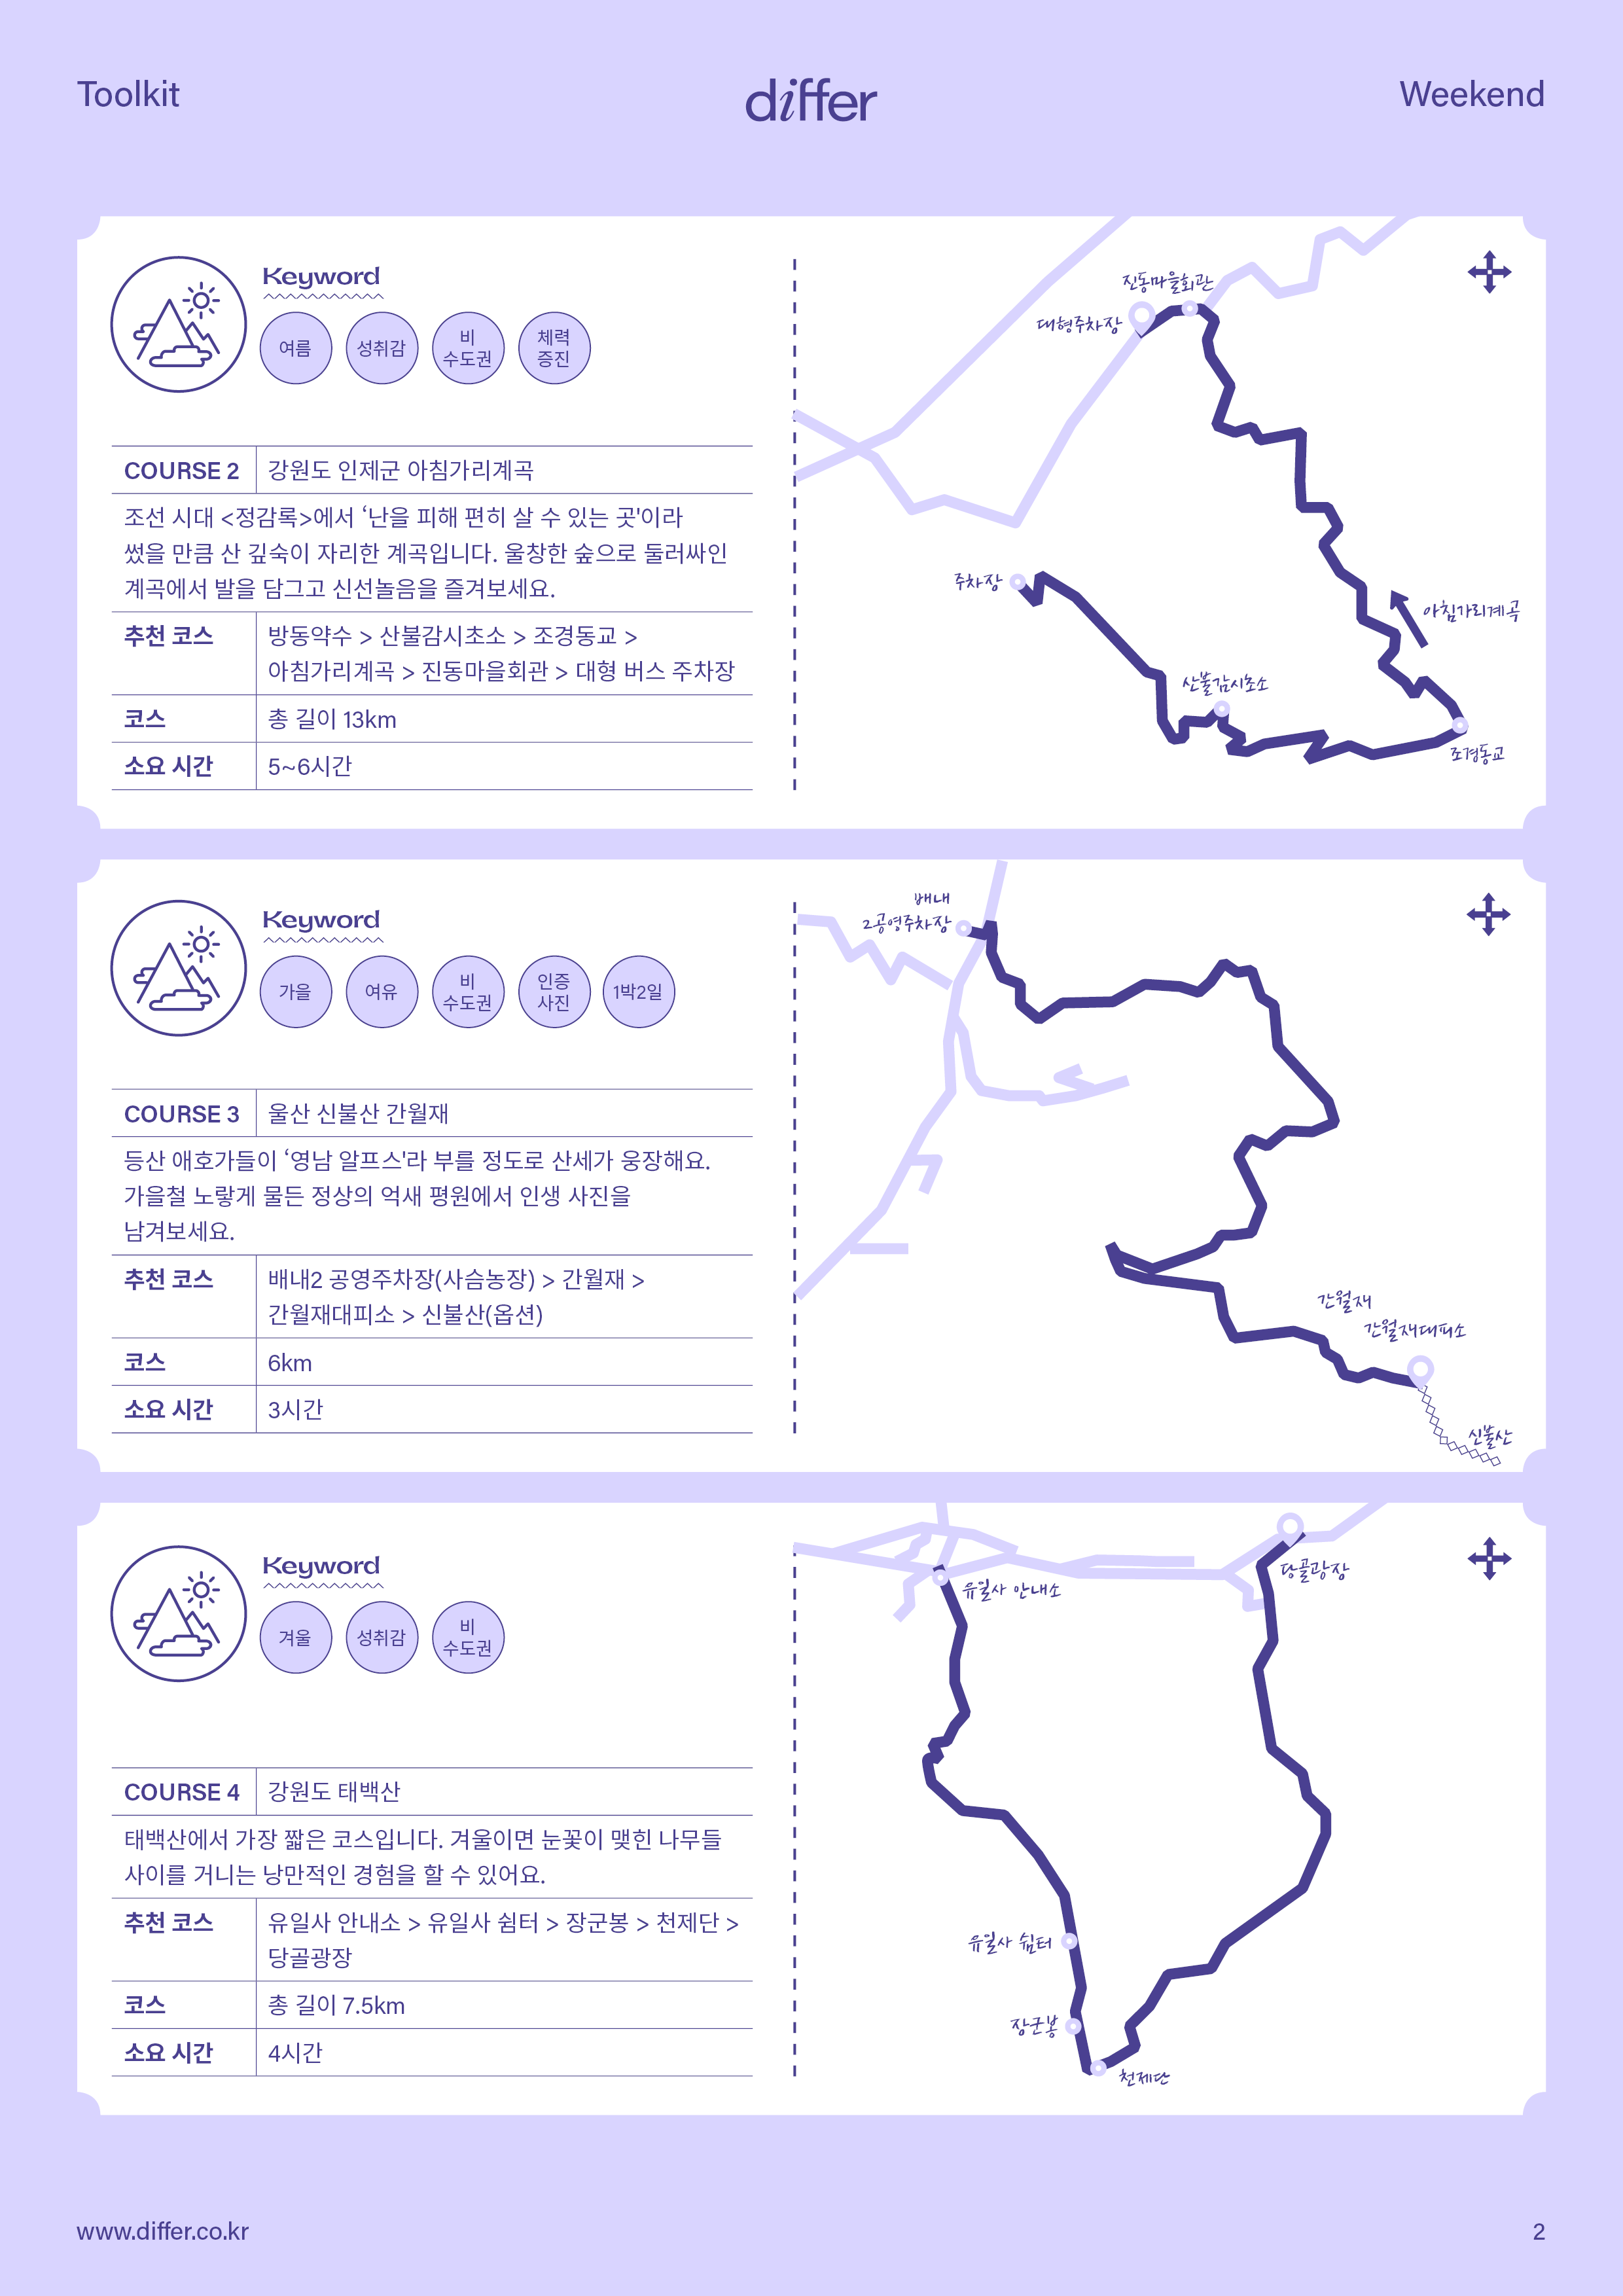 Toolkit
differ
Weekend
Keyword
여름
성취감
비
수도권
체력
증진
COURSE 2
강원도 인제군 아침가리계곡
조선 시대 <정감록>에서 ‘난을 피해 편히 살 수 있는 곳'이라
썼을 만큼 산 깊숙이 자리한 계곡입니다. 울창한 숲으로 둘러싸인
계곡에서 발을 담그고 신선놀음을 즐겨보세요.
추천 코스
방동약수 > 산불감시초소 > 조경동교 >
아침가리계곡 > 진동마을회관 > 대형 버스 주차장
코스
총 길이 13km
소요 시간
5~6시간
진동마을회관
대형주차장
주차장
아침가리계곡
산불감시초소
조경동교
Keyword
가을
여유
비
수도권
인증
사진
1박2일
COURSE 3
울산 신불산 간월재
등산 애호가들이 ‘영남 알프스'라 부를 정도로 산세가 웅장해요.
가을철 노랗게 물든 정상의 억새 평원에서 인생 사진을
남겨보세요.
추천 코스
배내2 공영주차장(사슴농장) > 간월재 >
간월재대피소 > 신불산(옵션)
코스
6km
소요 시간
3시간
배내
2공영주차장
간월재
간월재대피소
신불산
Keyword
겨울
성취감
비
수도권
COURSE 4
강원도 태백산
태백산에서 가장 짧은 코스입니다. 겨울이면 눈꽃이 맺힌 나무들
사이를 거니는 낭만적인 경험을 할 수 있어요.
추천 코스
유일사 안내소 > 유일사 쉼터 > 장군봉 > 천제단 >
당골광장
코스
총 길이 7.5km
소요 시간
4시간
당골광장
유일사 안내소
유일사 쉼터
장군봉
천제단
www.differ.co.kr
2